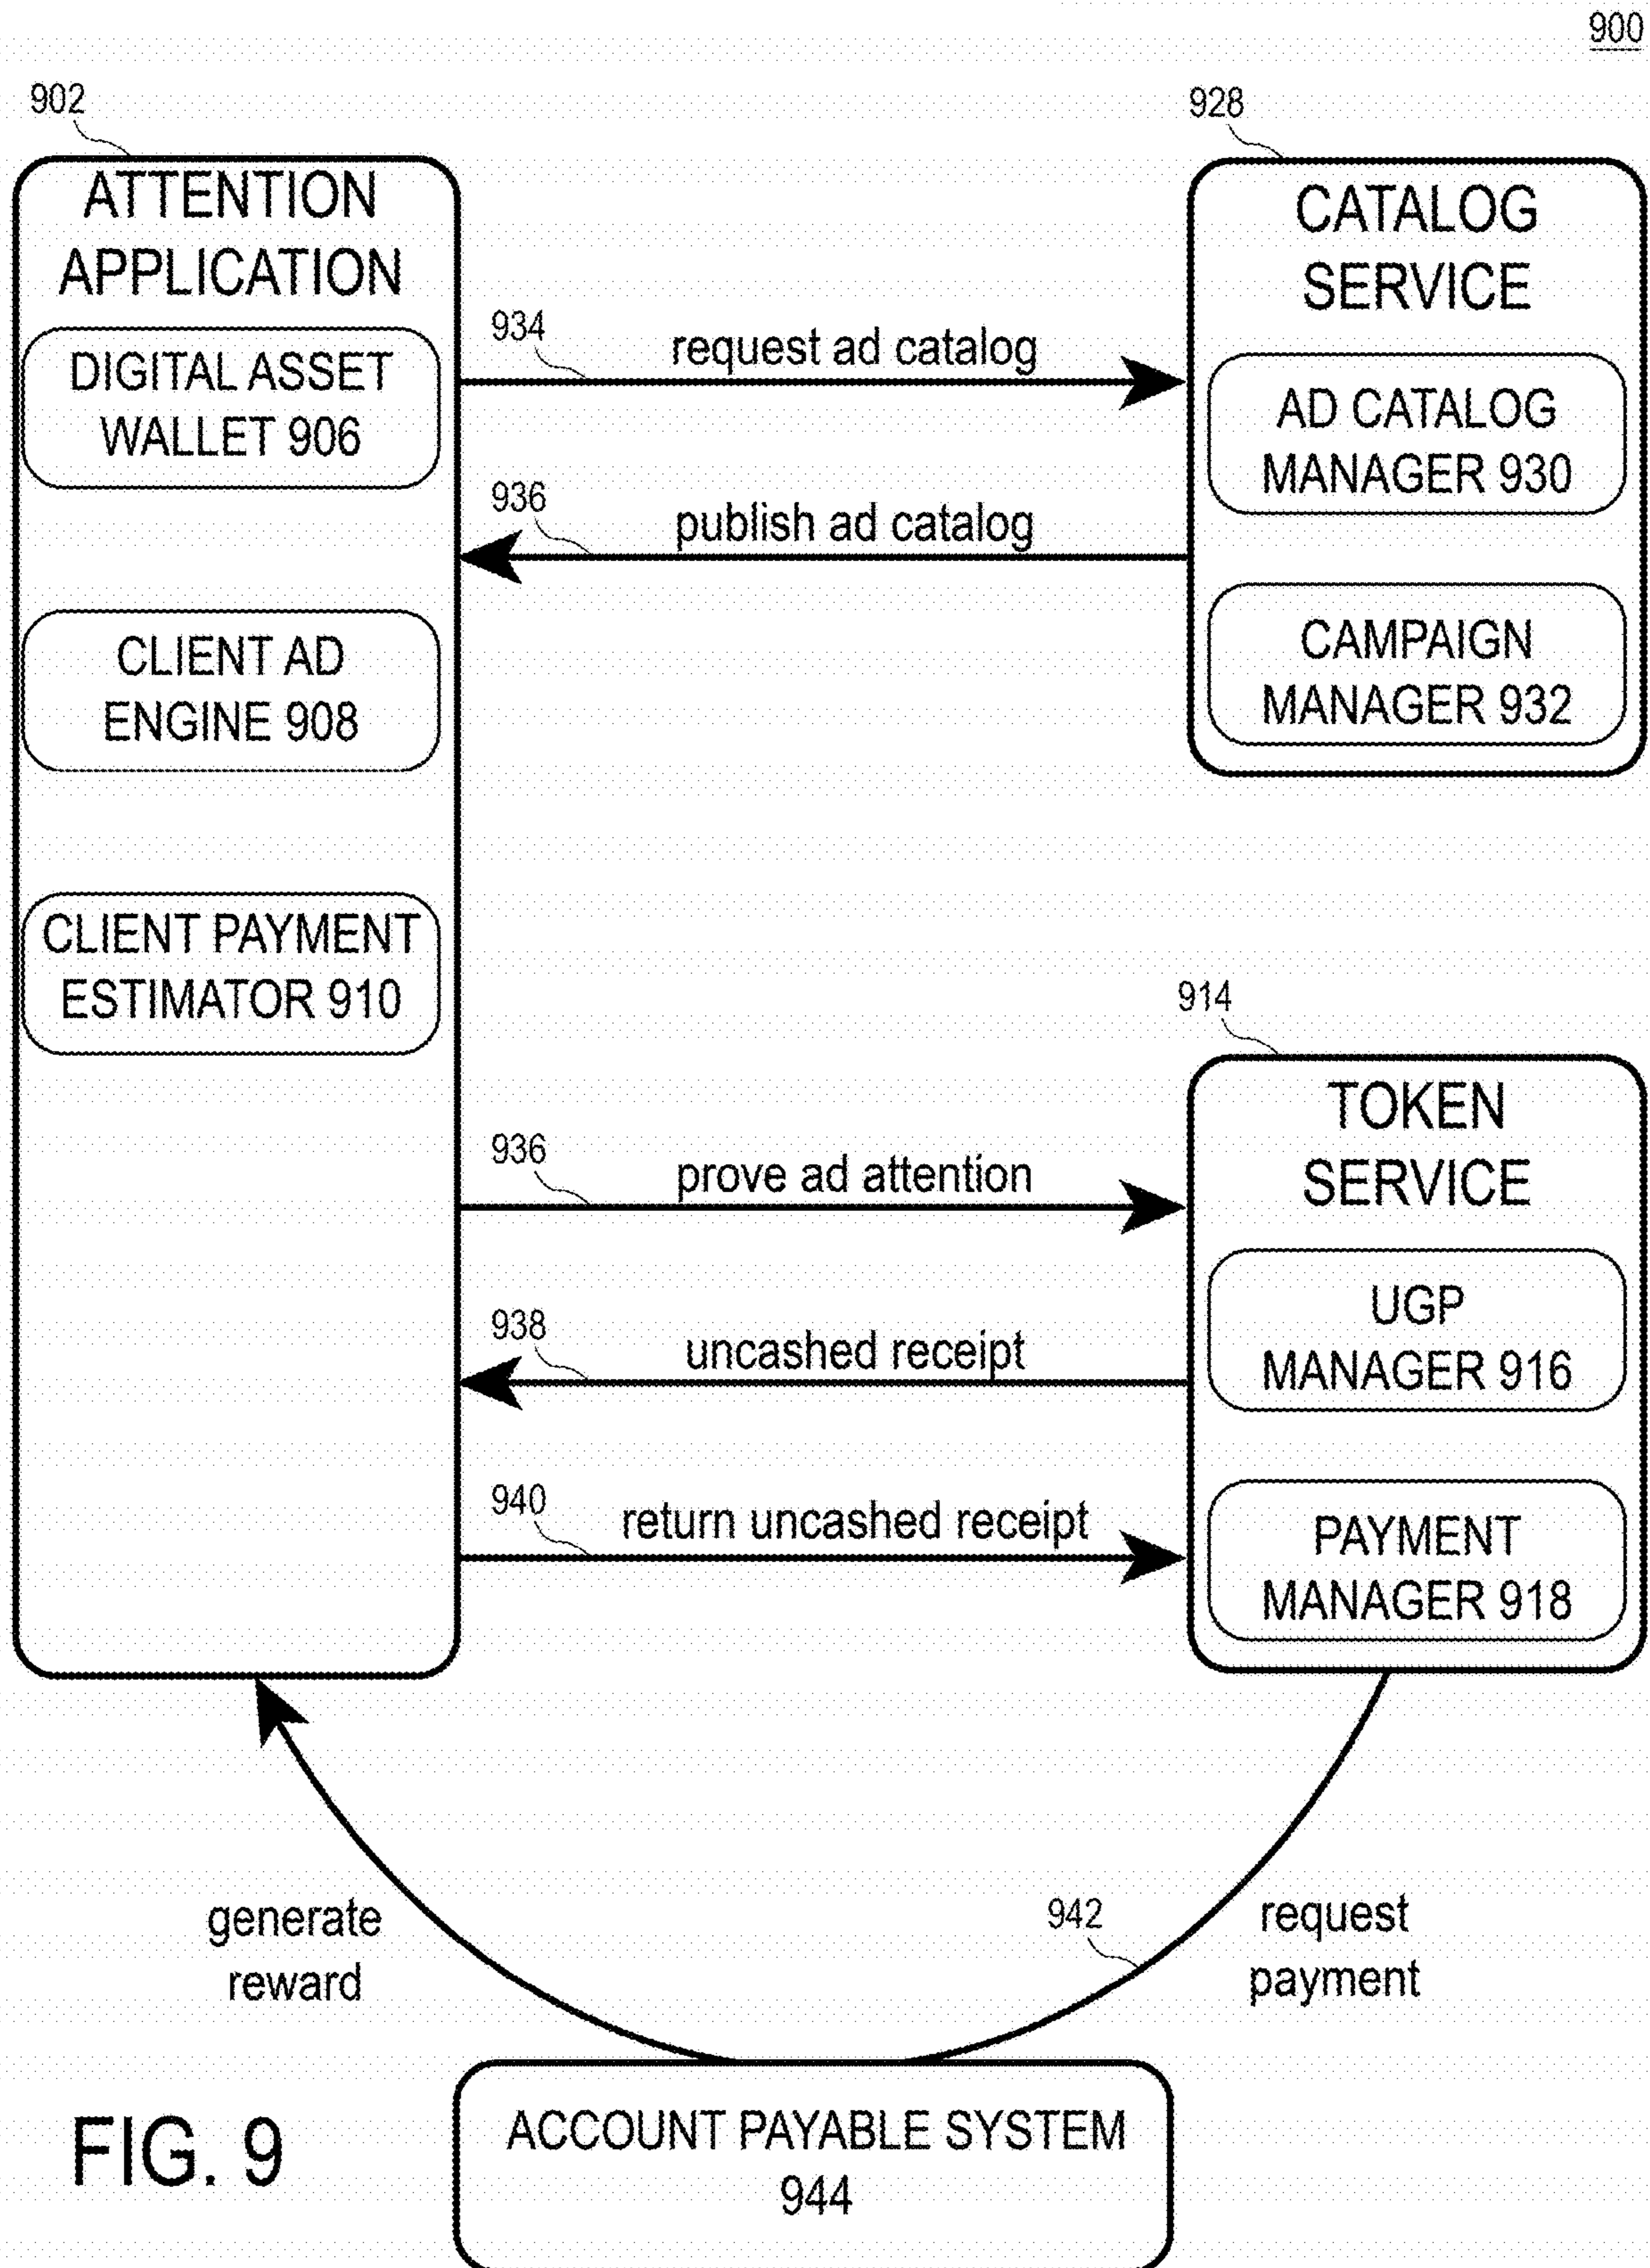 900
902
ATTENTION
APPLICATION
DIGITAL ASSET
WALLET 906
CLIENT AD
ENGINE 908
CLIENT PAYMENT
ESTIMATOR 910
934
request ad catalog
936
publish ad catalog
928
CATALOG
SERVICE
AD CATALOG
MANAGER 930
CAMPAIGN
MANAGER 932
936
prove ad attention
938
uncashed receipt
940
return uncashed receipt
914
TOKEN
SERVICE
UGP
MANAGER 916
PAYMENT
MANAGER 918
generate
reward
942
request
payment
ACCOUNT PAYABLE SYSTEM
944
FIG. 9